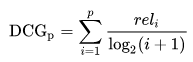 DCG_p = \sum_{i=1}^{p} \frac{rel_i}{\log_2(i+1)}